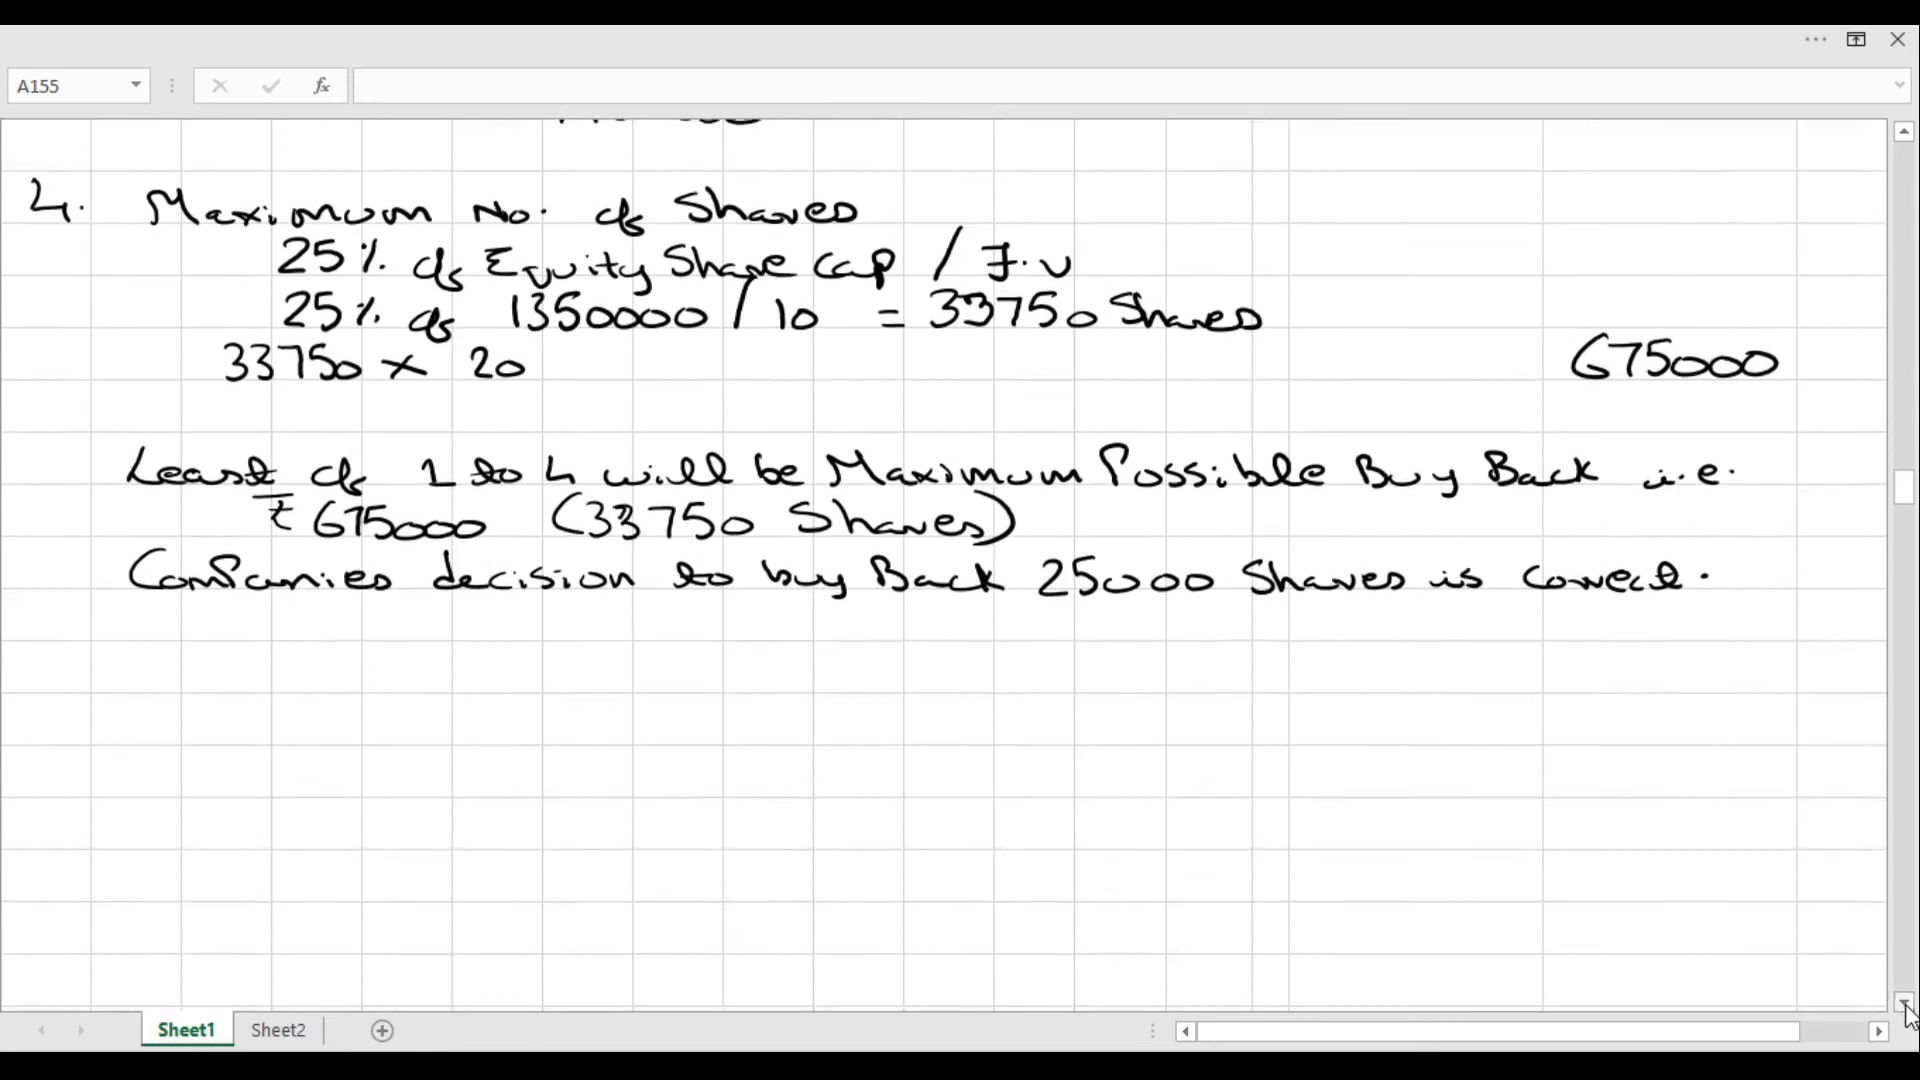 A155
fx
4. Maximum No. of Shares
25% of Equity Share Cap / F.V
25% of 1350000 / 10 = 33750 Shares
33750 x 20 675000
Least of 1 to 4 will be Maximum Possible Buy Back i.e.
₹ 675000 (33750 Shares)
Companies decision to buy Back 25000 Shares is correct.
Sheet1 Sheet2